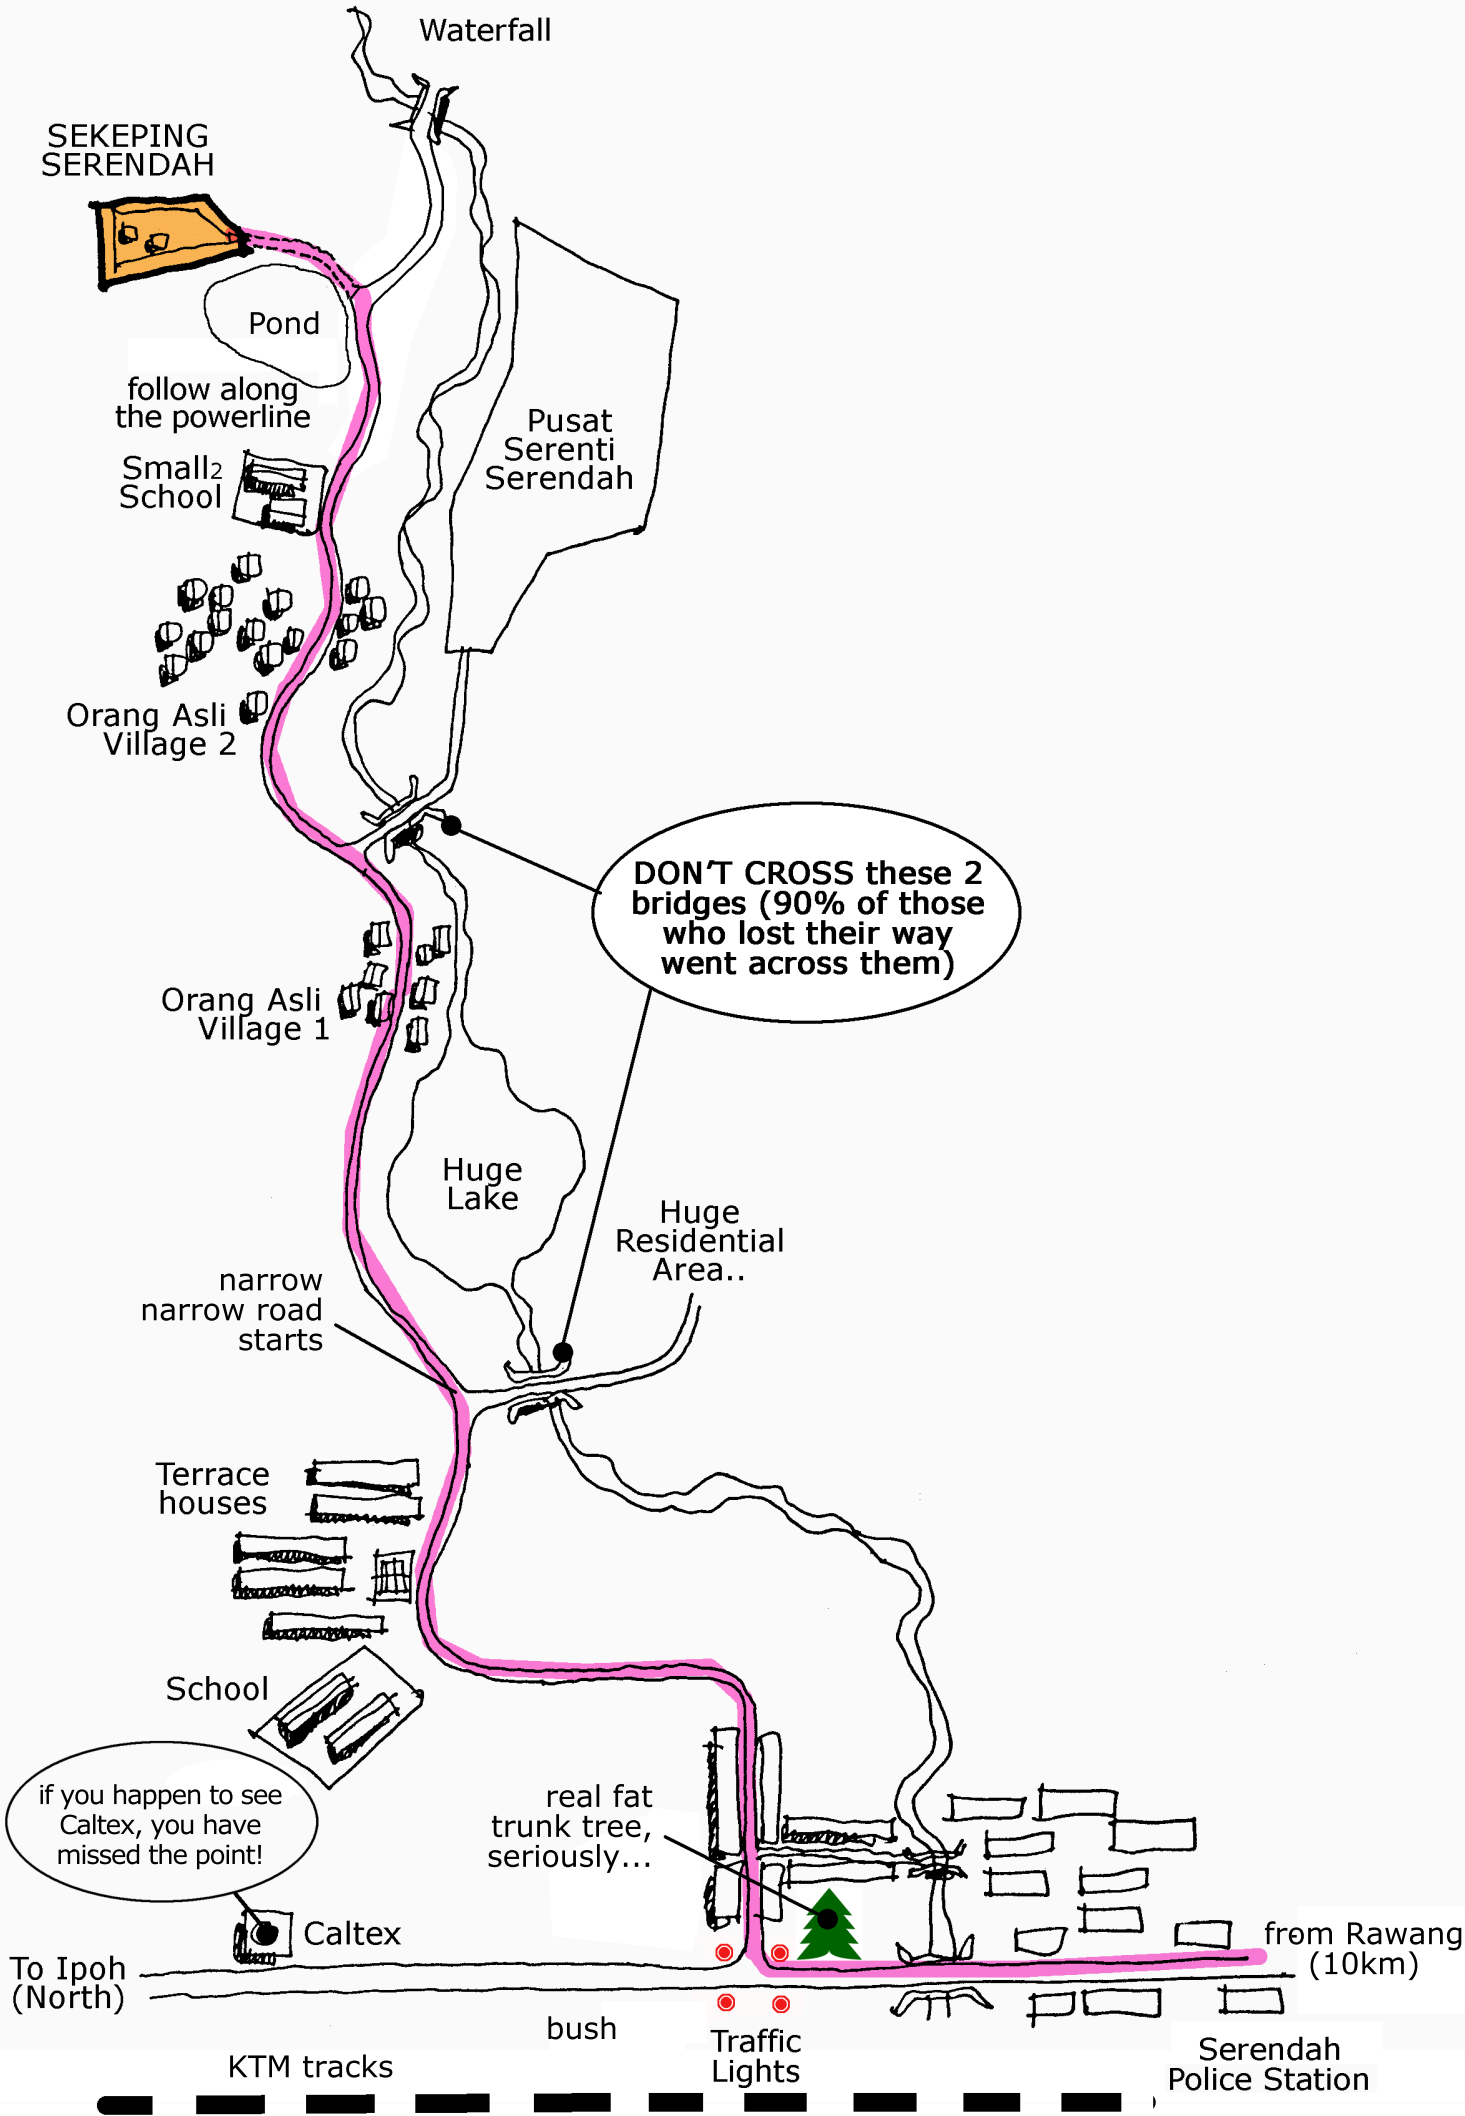 Waterfall
SEKEPING
SERENDAH
Pond
follow along
the powerline
Pusat
Serenti
Serendah
Small2
School
Orang Asli
Village 2
DON'T CROSS these 2
bridges (90% of those
who lost their way
went across them)
Orang Asli
Village 1
Huge
Lake
Huge
Residential
Area..
narrow
narrow road
starts
Terrace
houses
School
if you happen to see
Caltex, you have
missed the point!
real fat
trunk tree,
seriously...
Caltex
from Rawang
(10km)
To Ipoh
(North)
bush
Traffic
Lights
Serendah
Police Station
KTM tracks